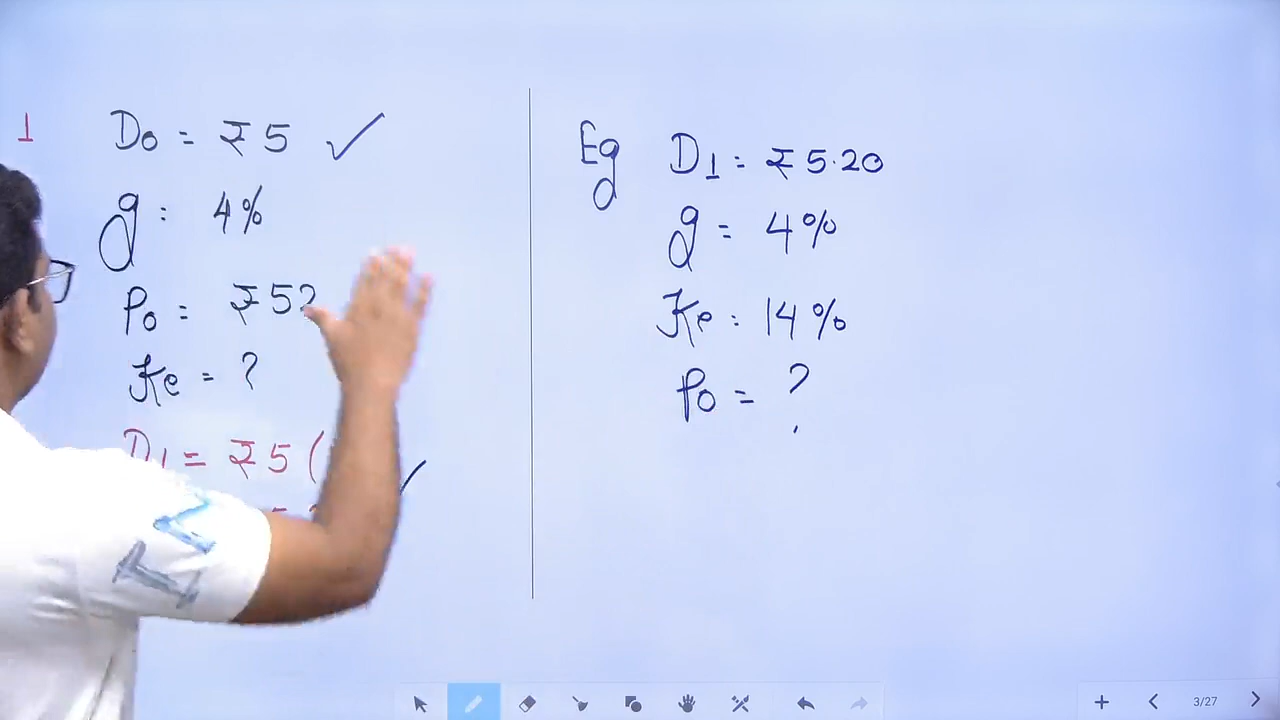 1
D0 = ₹5 ✓
g: 4%
P0 = ₹52
Ke = ?
D1 = ₹5 (
Eg D1 = ₹5.20
g = 4%
Ke: 14%
P0 = ?
3/27